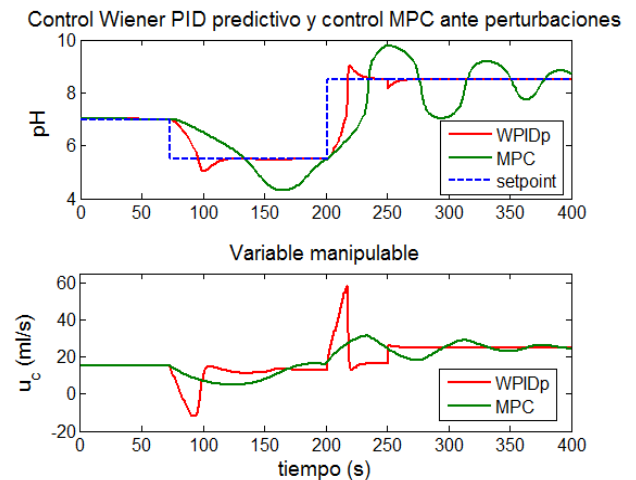 Control Wiener PID predictivo y control MPC ante perturbaciones
10
8
6
4
pH
WPIDp
MPC
setpoint
0 50 100 150 200 250 300 350 400
Variable manipulable
60
40
20
0
-20
u_c (ml/s)
WPIDp
MPC
0 50 100 150 200 250 300 350 400
tiempo (s)